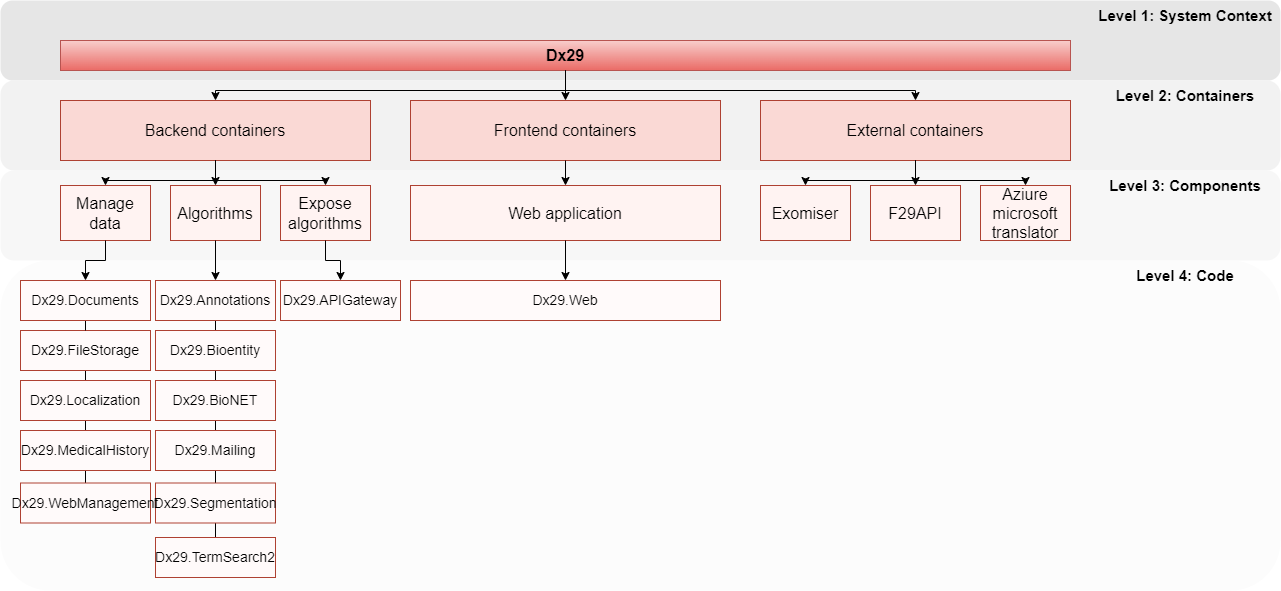 Level 1: System Context
Dx29
Level 2: Containers
Backend containers
Frontend containers
External containers
Level 3: Components
Manage
data
Algorithms
Expose
algorithms
Web application
Exomiser
F29API
Aziure
microsoft
translator
Level 4: Code
Dx29.Documents
Dx29.Annotations
Dx29.APIGateway
Dx29.Web
Dx29.FileStorage
Dx29.Bioentity
Dx29.Localization
Dx29.BioNET
Dx29.MedicalHistory
Dx29.Mailing
Dx29.WebManagement
Dx29.Segmentation
Dx29.TermSearch2